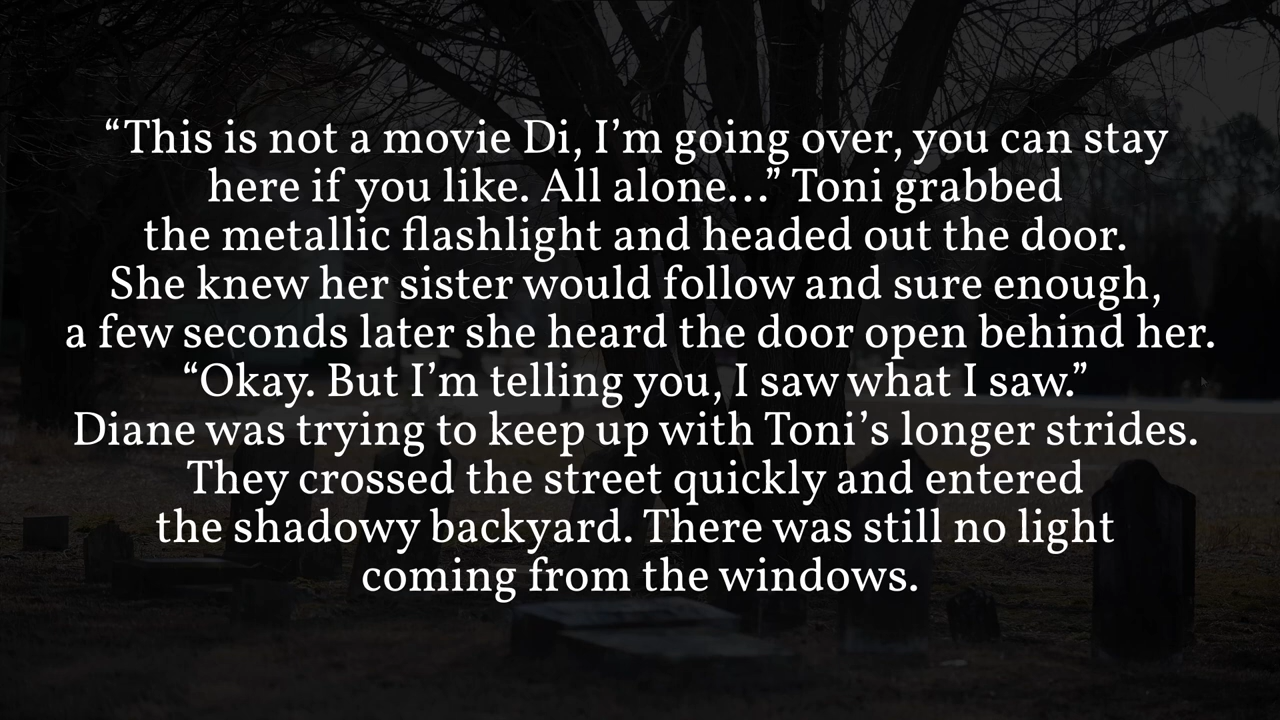 “This is not a movie Di, I’m going over, you can stay
here if you like. All alone…” Toni grabbed
the metallic flashlight and headed out the door.
She knew her sister would follow and sure enough,
a few seconds later she heard the door open behind her.
“Okay. But I’m telling you, I saw what I saw.”
Diane was trying to keep up with Toni’s longer strides.
They crossed the street quickly and entered
the shadowy backyard. There was still no light
coming from the windows.